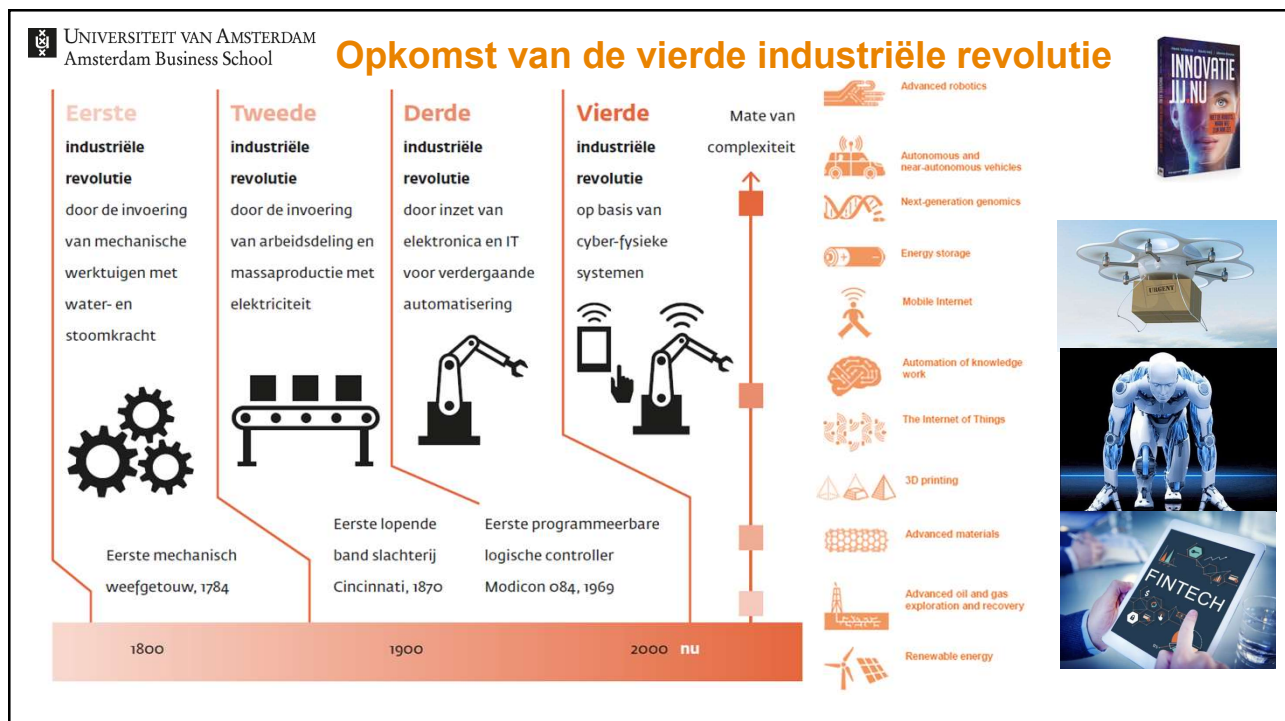 UNIVERSITEIT VAN AMSTERDAM
Amsterdam Business School
Opkomst van de vierde industriële revolutie
Eerste
industriële
revolutie
door de invoering
van mechanische
werktuigen met
water- en
stoomkracht
Tweede
industriële
revolutie
door de invoering
van arbeidsdeling en
massaproductie met
elektriciteit
Derde
industriële
revolutie
door inzet van
elektronica en IT
voor verdergaande
automatisering
Vierde
industriële
revolutie
op basis van
cyber-fysieke
systemen
Mate van
complexiteit
Eerste mechanisch
weefgetouw, 1784
Eerste lopende
band slachterij
Cincinnati, 1870
Eerste programmeerbare
logische controller
Modicon 084, 1969
1800
1900
2000 nu
Advanced robotics
Autonomous and
near-autonomous vehicles
Next-generation genomics
Energy storage
Mobile Internet
Automation of knowledge
work
The Internet of Things
3D printing
Advanced materials
Advanced oil and gas
exploration and recovery
Renewable energy
INNOVATIE
JIJ NU
URGENT
FINTECH